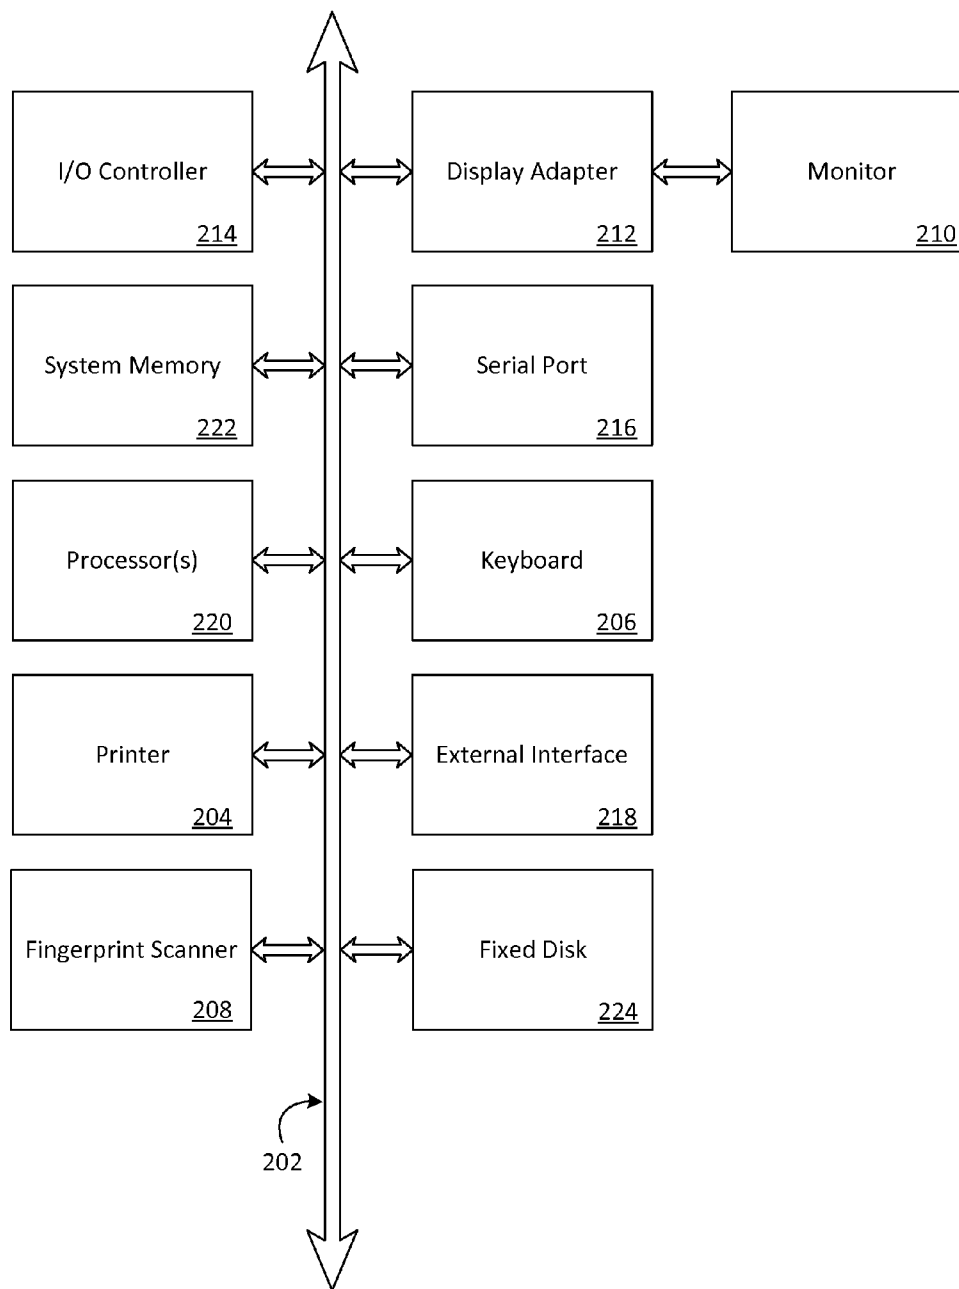 I/O Controller
214
Display Adapter
212
Monitor
210
System Memory
222
Serial Port
216
Processor(s)
220
Keyboard
206
Printer
204
External Interface
218
Fingerprint Scanner
208
Fixed Disk
224
202